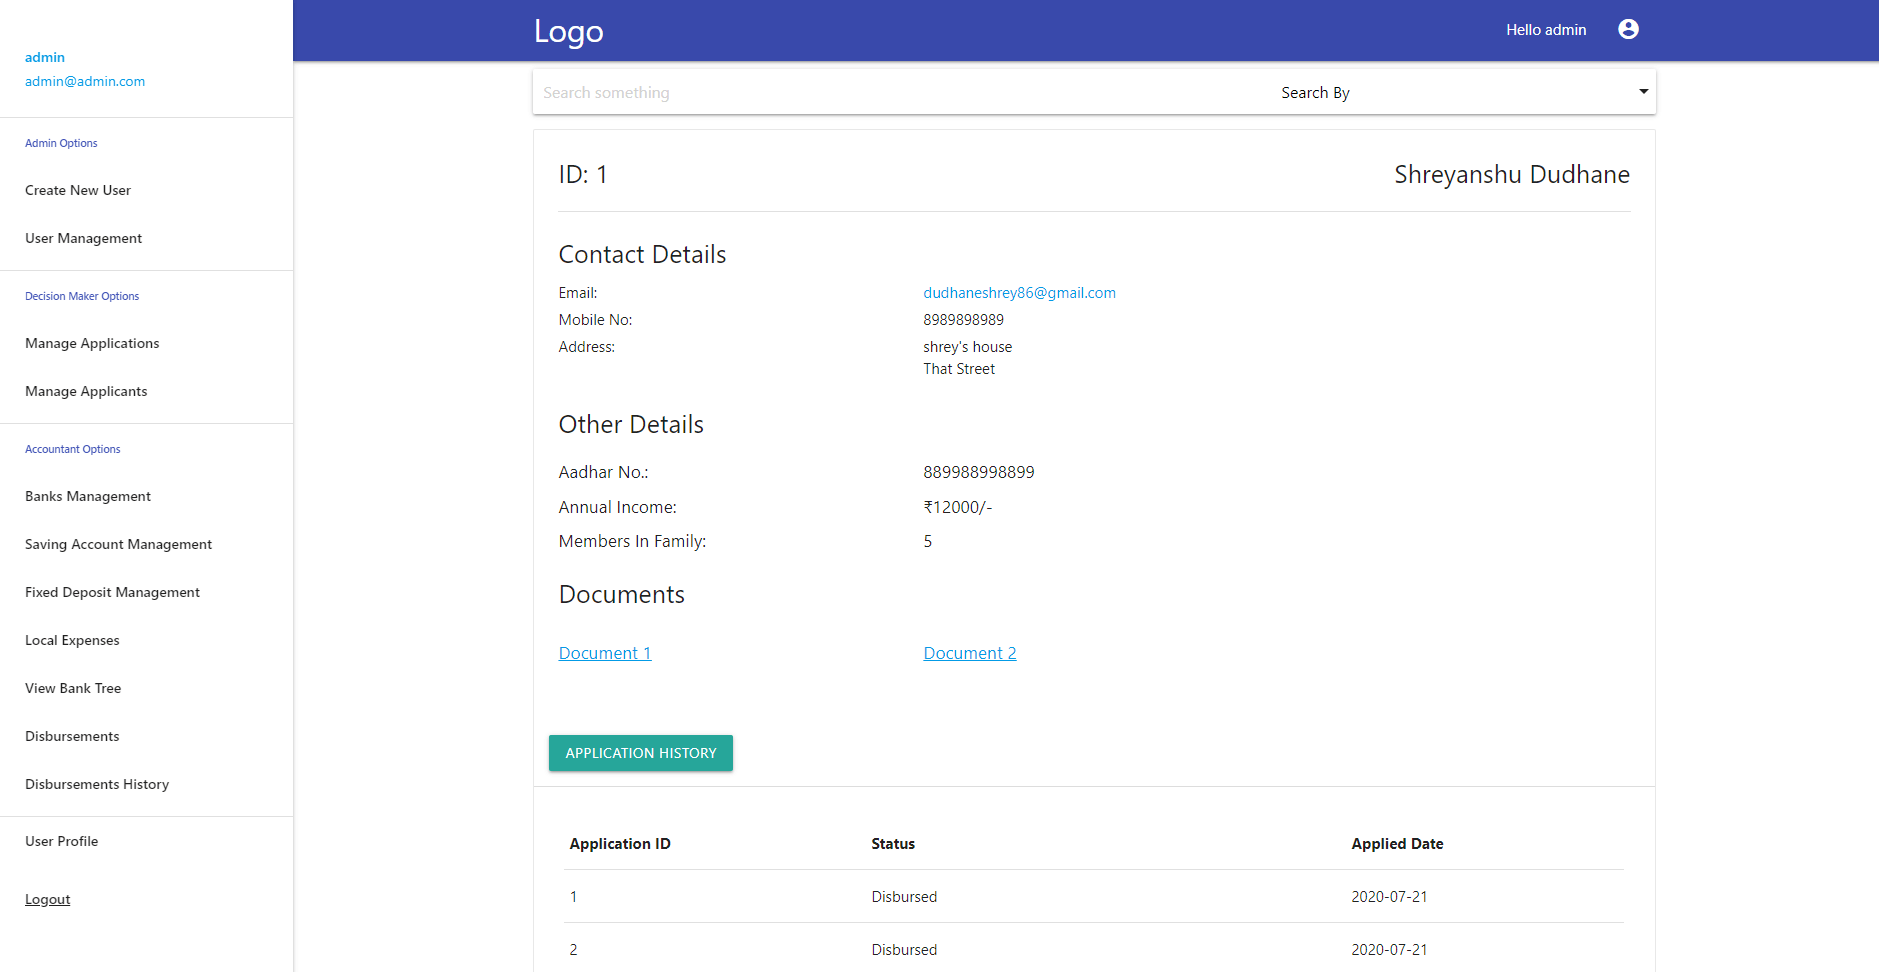 admin
admin@admin.com
Admin Options
Create New User
User Management
Decision Maker Options
Manage Applications
Manage Applicants
Accountant Options
Banks Management
Saving Account Management
Fixed Deposit Management
Local Expenses
View Bank Tree
Disbursements
Disbursements History
User Profile
Logout
Logo
Hello admin
Search something
Search By
ID: 1
Shreyanshu Dudhane
Contact Details
Email: dudhaneshrey86@gmail.com
Mobile No: 8989898989
Address: shrey's house
That Street
Other Details
Aadhar No.: 889988998899
Annual Income: ₹12000/-
Members In Family: 5
Documents
Document 1 Document 2
APPLICATION HISTORY
Application ID Status Applied Date
1 Disbursed 2020-07-21
2 Disbursed 2020-07-21